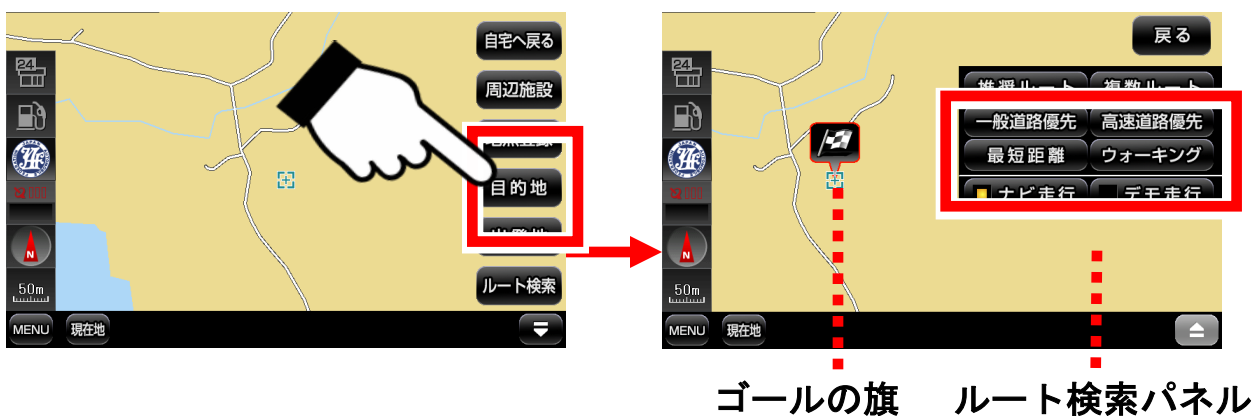 自宅へ戻る
周辺施設
目的地
ルート検索
24
N
50m
MENU
現在地
戻る
推奨ルート
複数ルート
一般道路優先
高速道路優先
最短距離
ウォーキング
ナビ走行
デモ走行
24
N
50m
MENU
現在地
ゴールの旗
ルート検索パネル